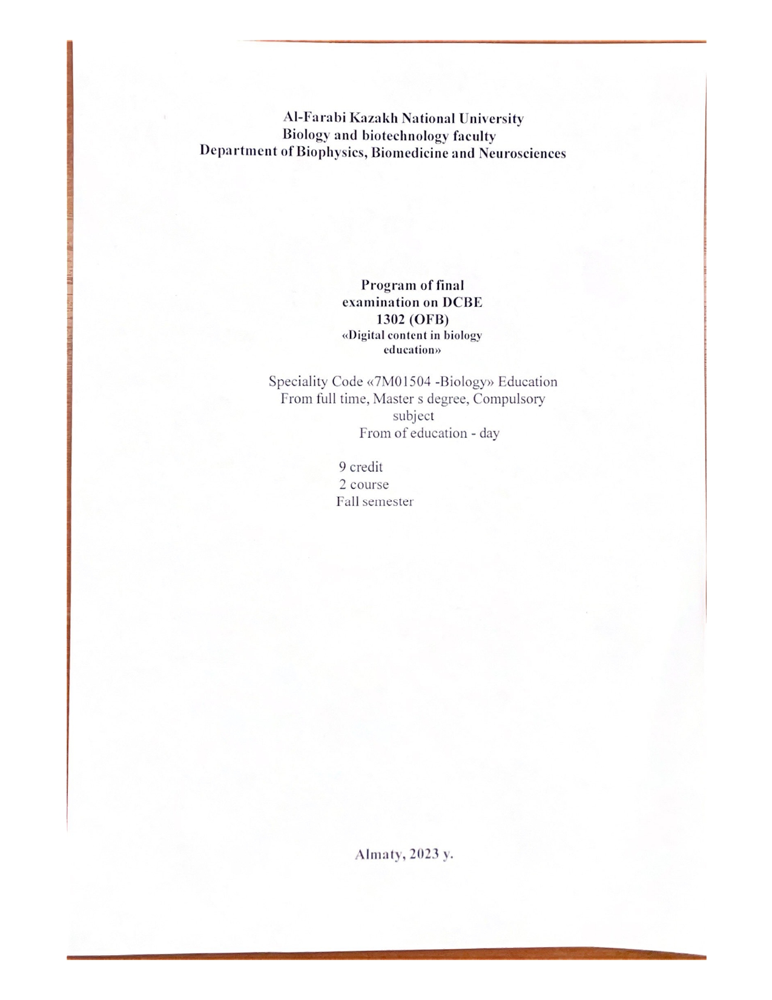 Al-Farabi Kazakh National University
Biology and biotechnology faculty
Department of Biophysics, Biomedicine and Neurosciences
Program of final
examination on DCBE
1302 (OFB)
«Digital content in biology
education»
Speciality Code «7M01504 -Biology» Education
From full time, Master s degree, Compulsory
subject
From of education - day
9 credit
2 course
Fall semester
Almaty, 2023 y.